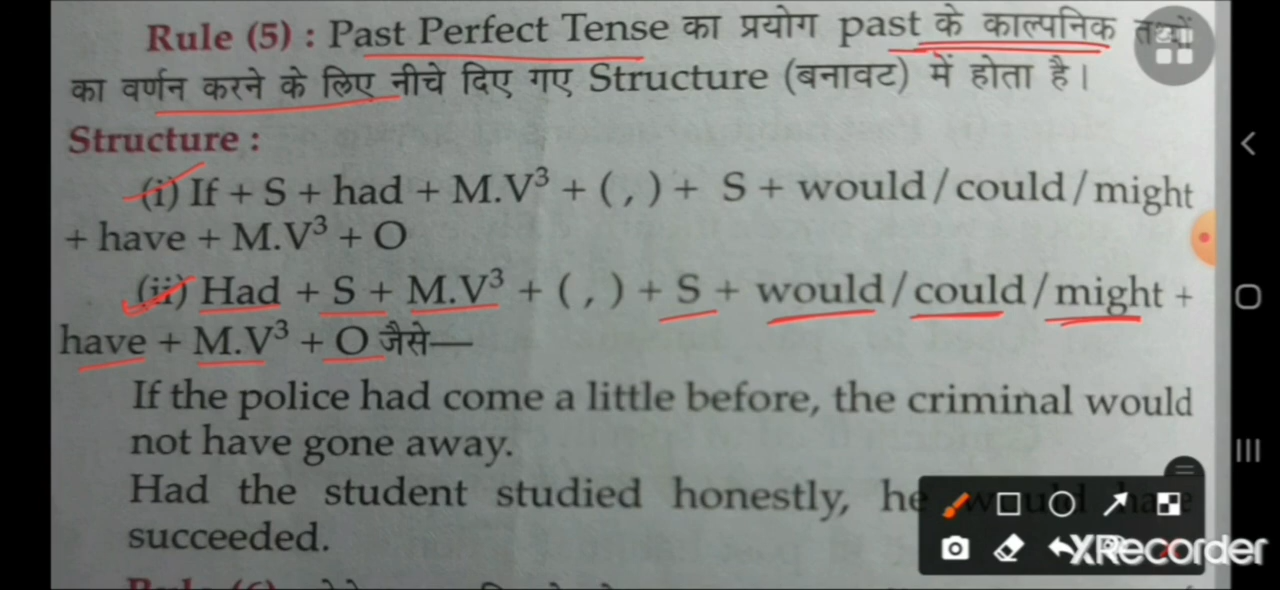 Rule (5) : Past Perfect Tense का प्रयोग past के काल्पनिक
का वर्णन करने के लिए नीचे दिए गए Structure (बनावट) में होता है।
Structure :
(i) If + S + had + M.V³ + ( , ) + S + would/could/might
+ have + M.V³ + O
(ii) Had + S + M.V³ + ( , ) + S + would/could/might +
have + M.V³ + O जैसे—
If the police had come a little before, the criminal would
not have gone away.
Had the student studied honestly, he would have
succeeded.
XRecorder